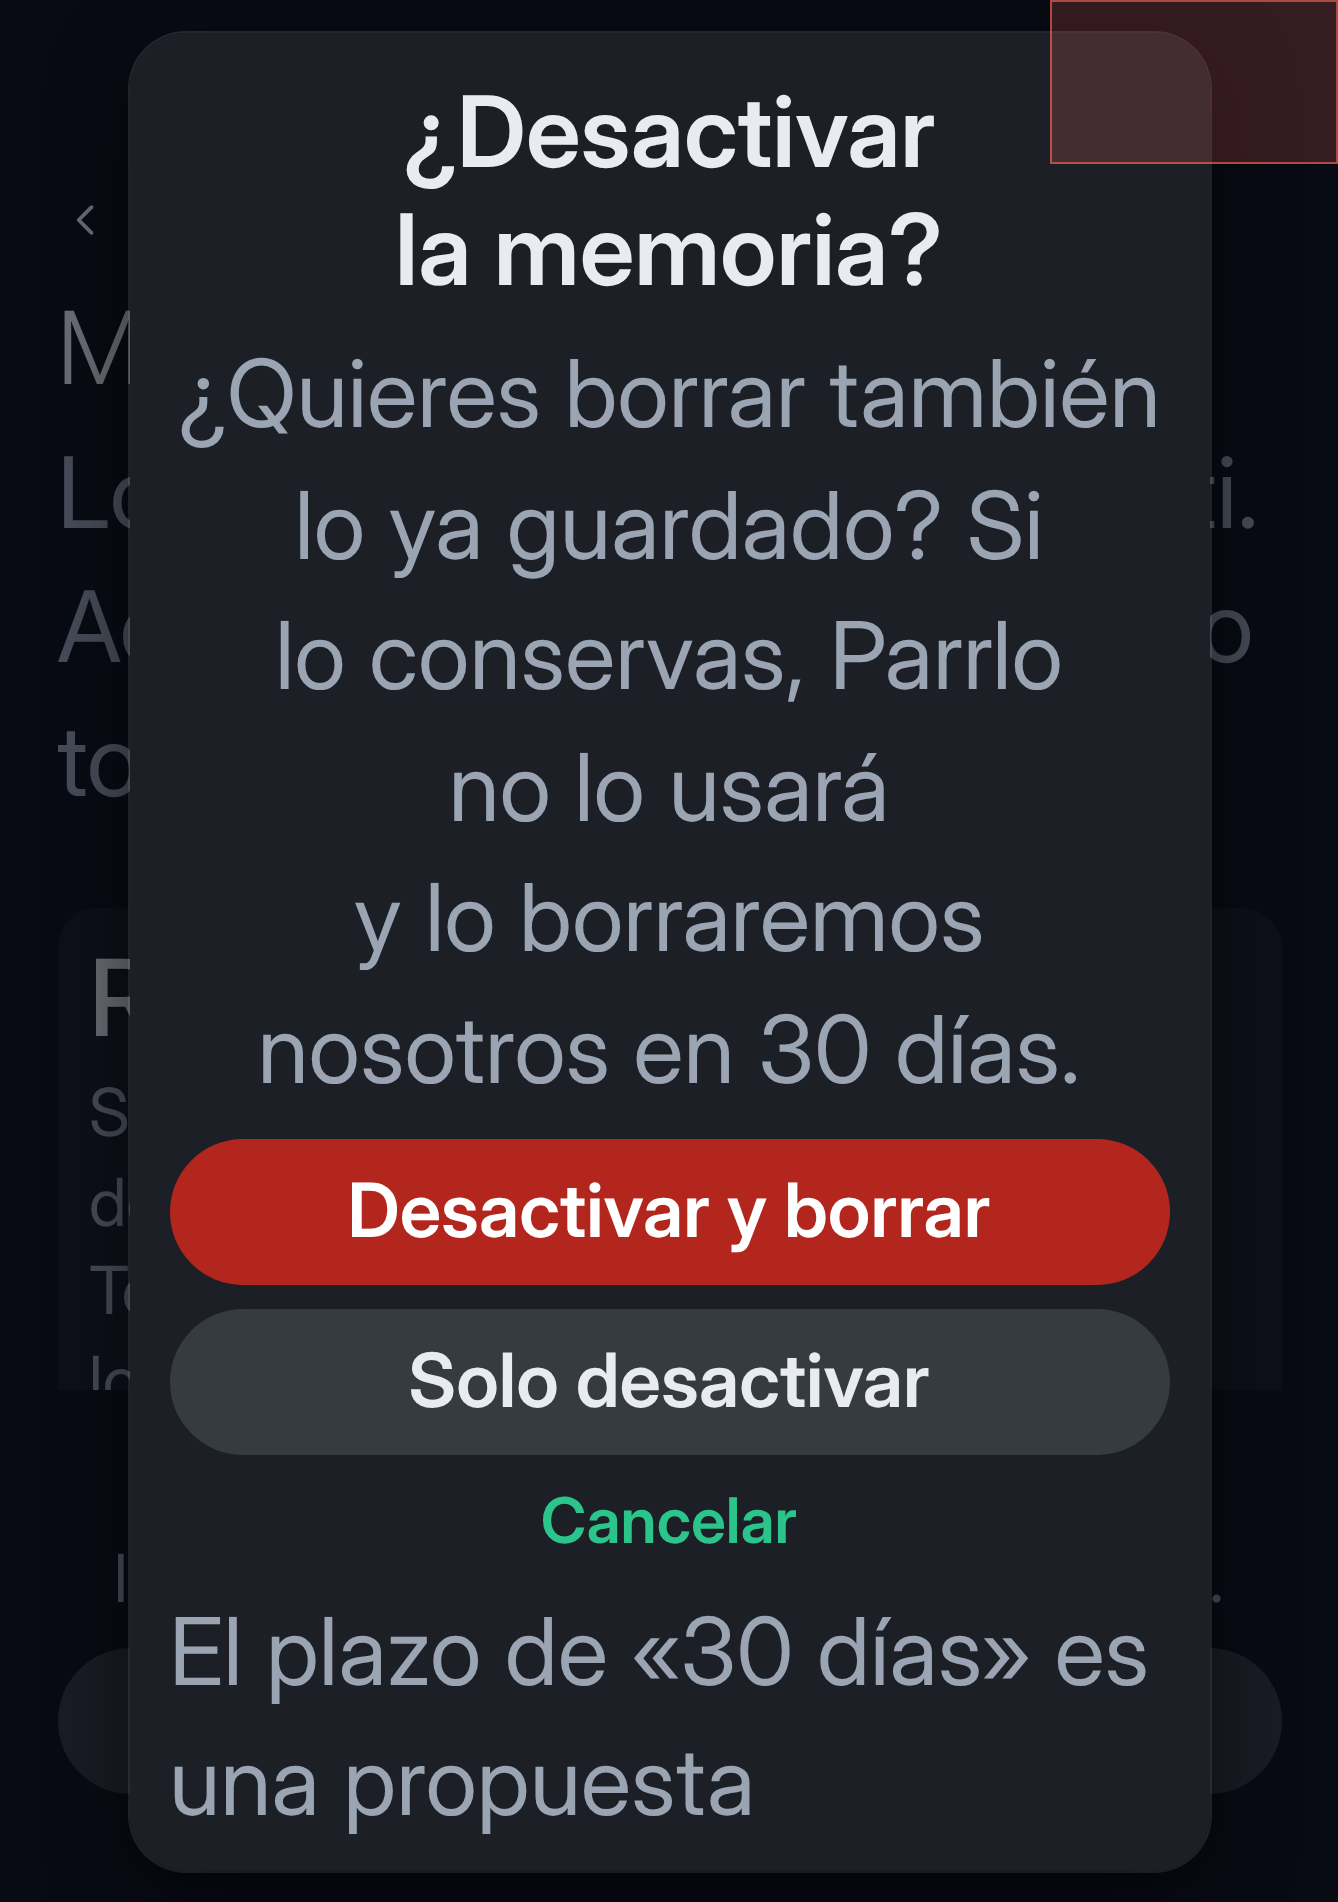 ¿Desactivar
la memoria?
¿Quieres borrar también
lo ya guardado? Si
lo conservas, Parrlo
no lo usará
y lo borraremos
nosotros en 30 días.
Desactivar y borrar
Solo desactivar
Cancelar
El plazo de «30 días» es
una propuesta